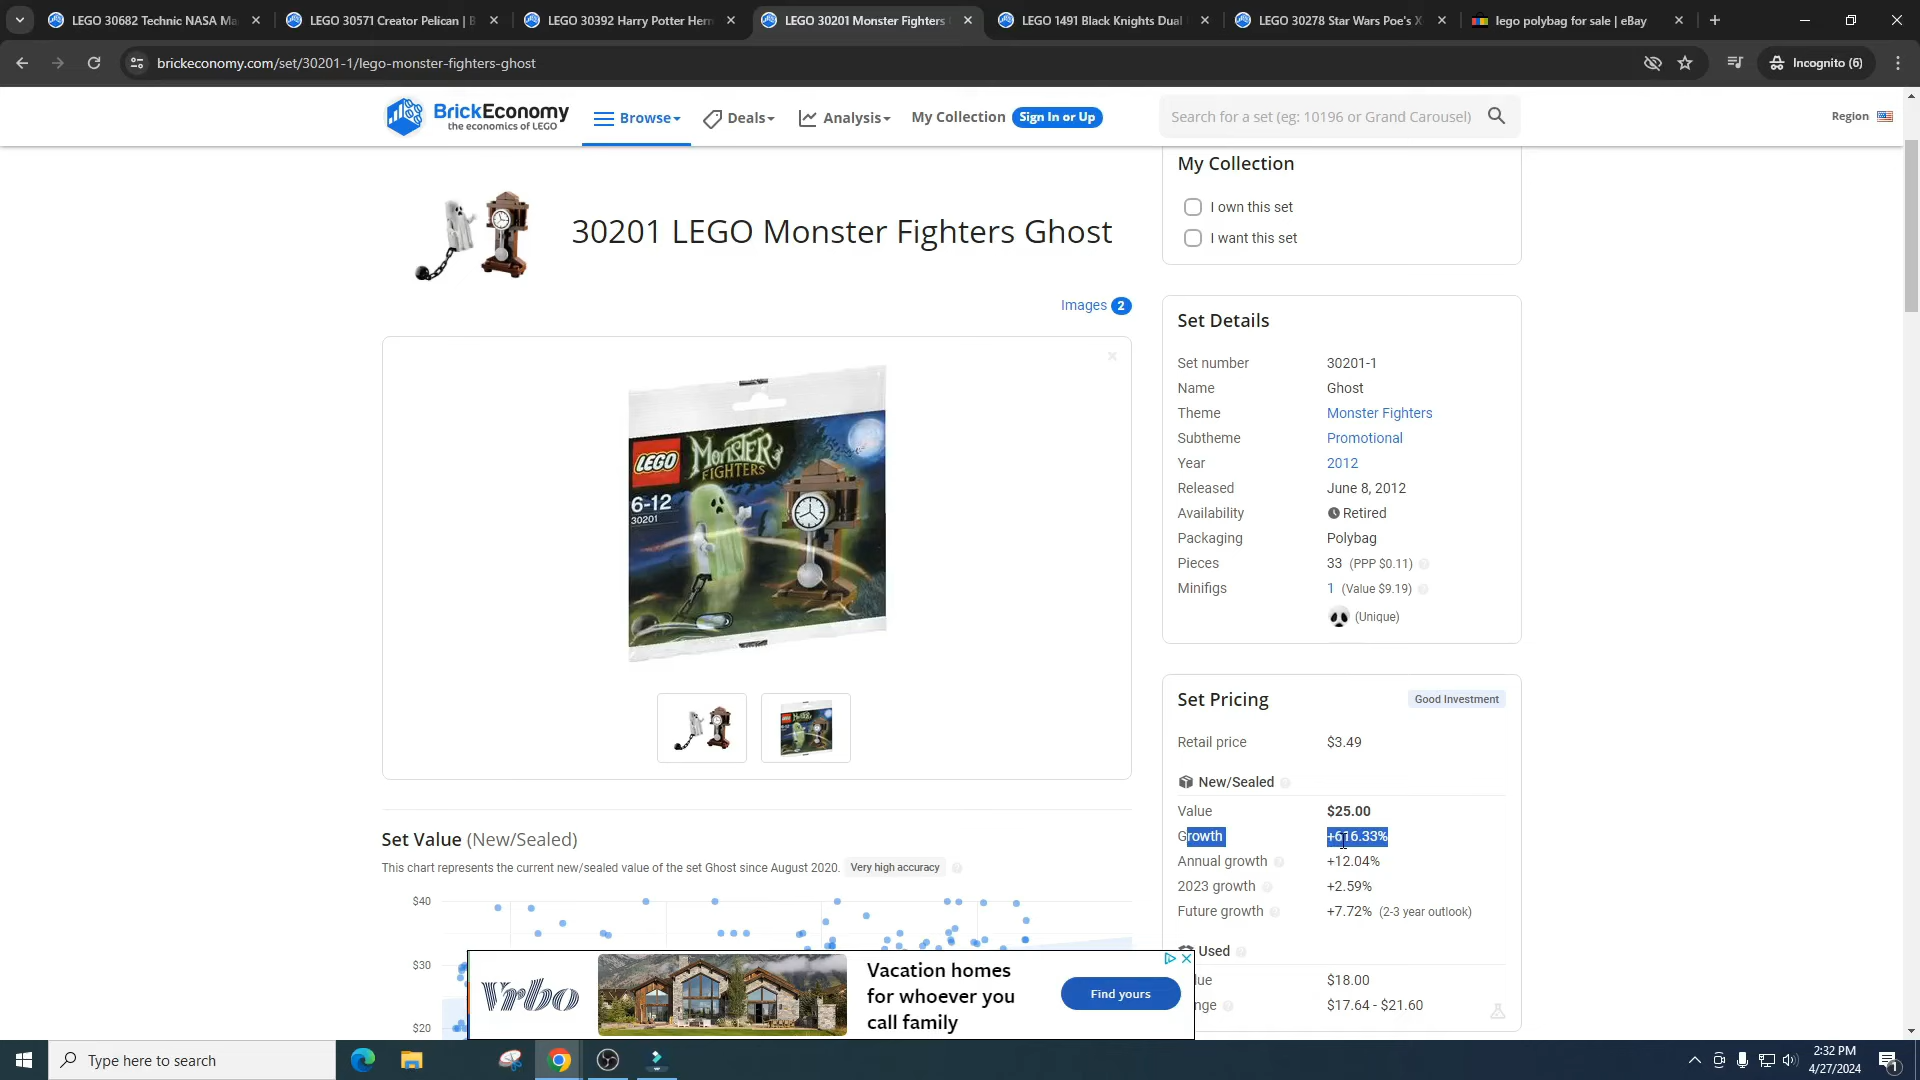 LEGO 30682 Technic NASA Ma
LEGO 30571 Creator Pelican | B
LEGO 30392 Harry Potter Herm
LEGO 30201 Monster Fighters
LEGO 1491 Black Knights Dual
LEGO 30278 Star Wars Poe's X
lego polybag for sale | eBay
brickeconomy.com/set/30201-1/lego-monster-fighters-ghost
Incognito (6)
BrickEconomy
the economics of LEGO
Browse
Deals
Analysis
My Collection
Sign In or Up
Search for a set (eg: 10196 or Grand Carousel)
Region
30201 LEGO Monster Fighters Ghost
Images 2
LEGO
MONSTER
FIGHTERS
6-12
30201
Set Value (New/Sealed)
This chart represents the current new/sealed value of the set Ghost since August 2020.
Very high accuracy
$40
$30
$20
My Collection
I own this set
I want this set
Set Details
Set number 30201-1
Name Ghost
Theme Monster Fighters
Subtheme Promotional
Year 2012
Released June 8, 2012
Availability Retired
Packaging Polybag
Pieces 33 (PPP $0.11)
Minifigs 1 (Value $9.19)
(Unique)
Set Pricing
Good Investment
Retail price $3.49
New/Sealed
Value $25.00
Growth +616.33%
Annual growth +12.04%
2023 growth +2.59%
Future growth +7.72% (2-3 year outlook)
Used
lue $18.00
nge $17.64 - $21.60
Vrbo
Vacation homes
for whoever you
call family
Find yours
Type here to search
2:32 PM
4/27/2024
1